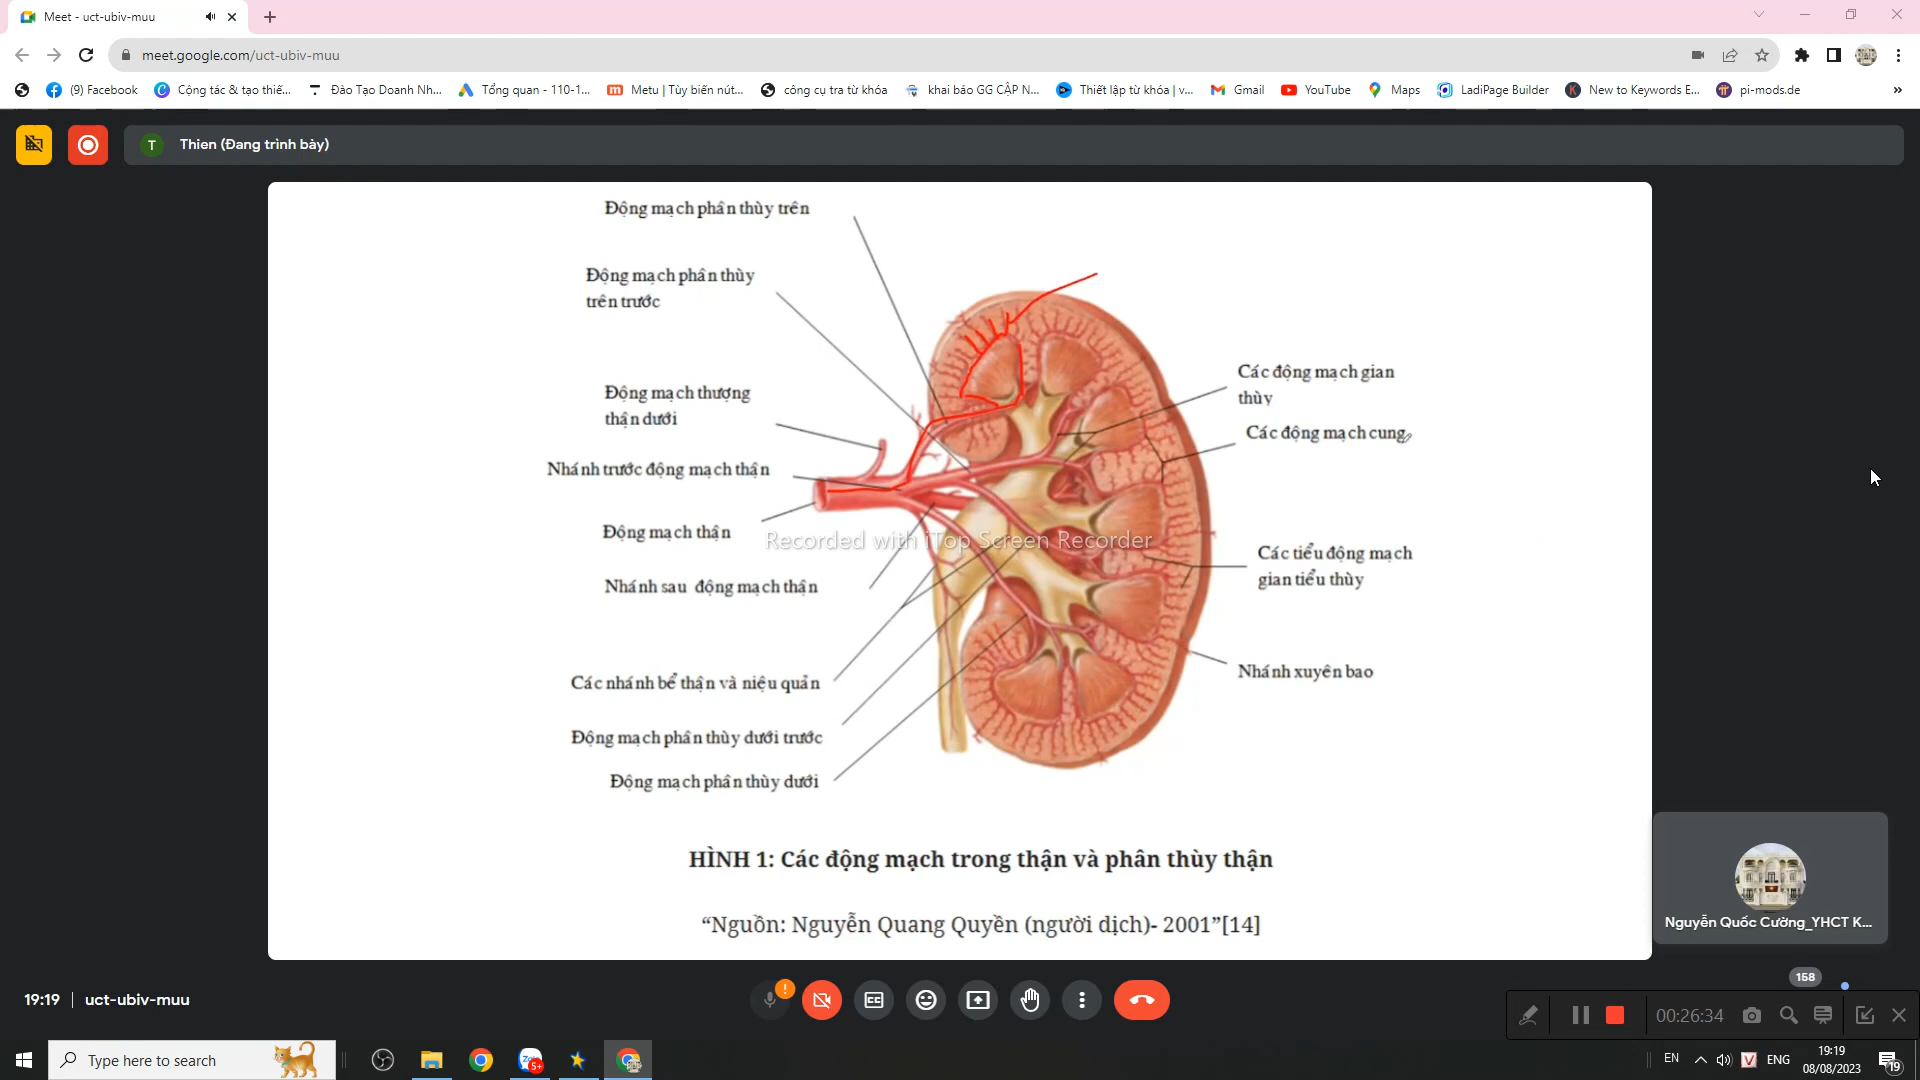 Meet - uct-ubiv-muu
meet.google.com/uct-ubiv-muu
(9) Facebook
Cộng tác & tạo thiế...
Đào Tạo Doanh Nh...
Tổng quan - 110-1...
Metu | Tùy biến nút...
công cụ tra từ khóa
khai báo GG CẶP N...
Thiết lập từ khóa | v...
Gmail
YouTube
Maps
LadiPage Builder
New to Keywords E...
pi-mods.de
»
T
Thien (Đang trình bày)
Động mạch phân thùy trên
Động mạch phân thùy
trên trước
Động mạch thượng
thận dưới
Nhánh trước động mạch thận
Động mạch thận
Nhánh sau động mạch thận
Các nhánh bể thận và niệu quản
Động mạch phân thùy dưới trước
Động mạch phân thùy dưới
Các động mạch gian
thùy
Các động mạch cung
Các tiểu động mạch
gian tiểu thùy
Nhánh xuyên bao
Recorded with iTop Screen Recorder
HÌNH 1: Các động mạch trong thận và phân thùy thận
“Nguồn: Nguyễn Quang Quyền (người dịch)- 2001”[14]
Nguyễn Quốc Cường_YHCT K...
158
19:19 | uct-ubiv-muu
00:26:34
Type here to search
5+
EN
ENG
19:19
08/08/2023
19